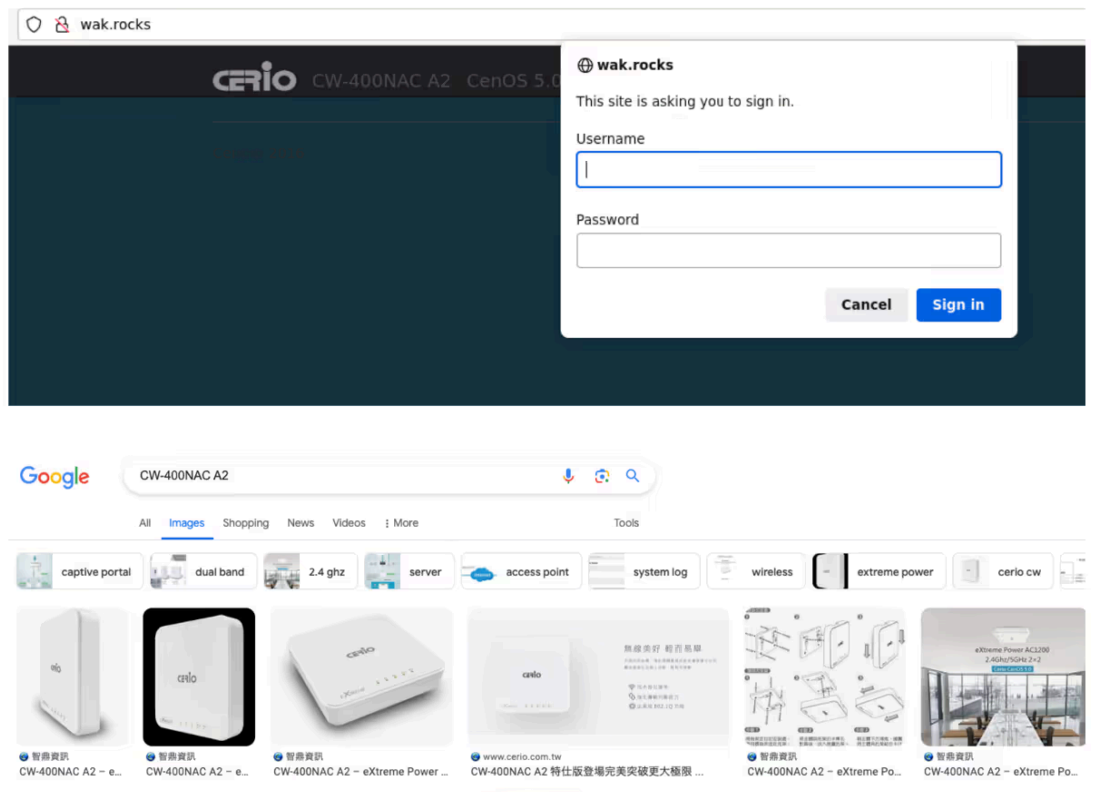 wak.rocks
CERIO CW-400NAC A2 CenOS 5.0
wak.rocks
This site is asking you to sign in.
Username
Password
Cancel Sign in
Google CW-400NAC A2
All Images Shopping News Videos More Tools
captive portal dual band 2.4 ghz server access point system log wireless extreme power cerio cw
cerio
cerio
cerio
eXtreme
無線美好 輕而易舉
cerio
eXtreme Power AC1200
2.4Ghz/5GHz 2×2
Cerio CenOS 5.0
智鼎資訊
CW-400NAC A2 – e...
智鼎資訊
CW-400NAC A2 – e...
智鼎資訊
CW-400NAC A2 – eXtreme Power ...
www.cerio.com.tw
CW-400NAC A2 特仕版登場完美突破更大極限 ...
智鼎資訊
CW-400NAC A2 – eXtreme Po...
智鼎資訊
CW-400NAC A2 – eXtreme Po...